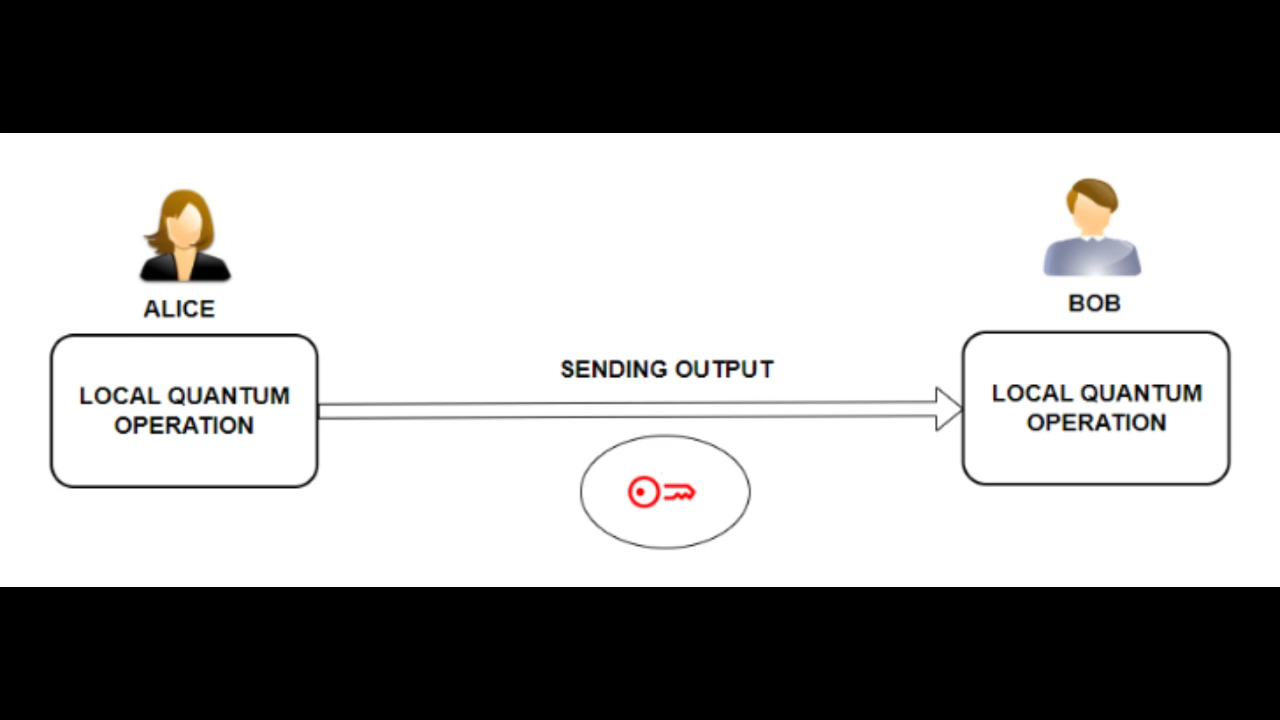 ALICE
BOB
LOCAL QUANTUM
OPERATION
SENDING OUTPUT
LOCAL QUANTUM
OPERATION